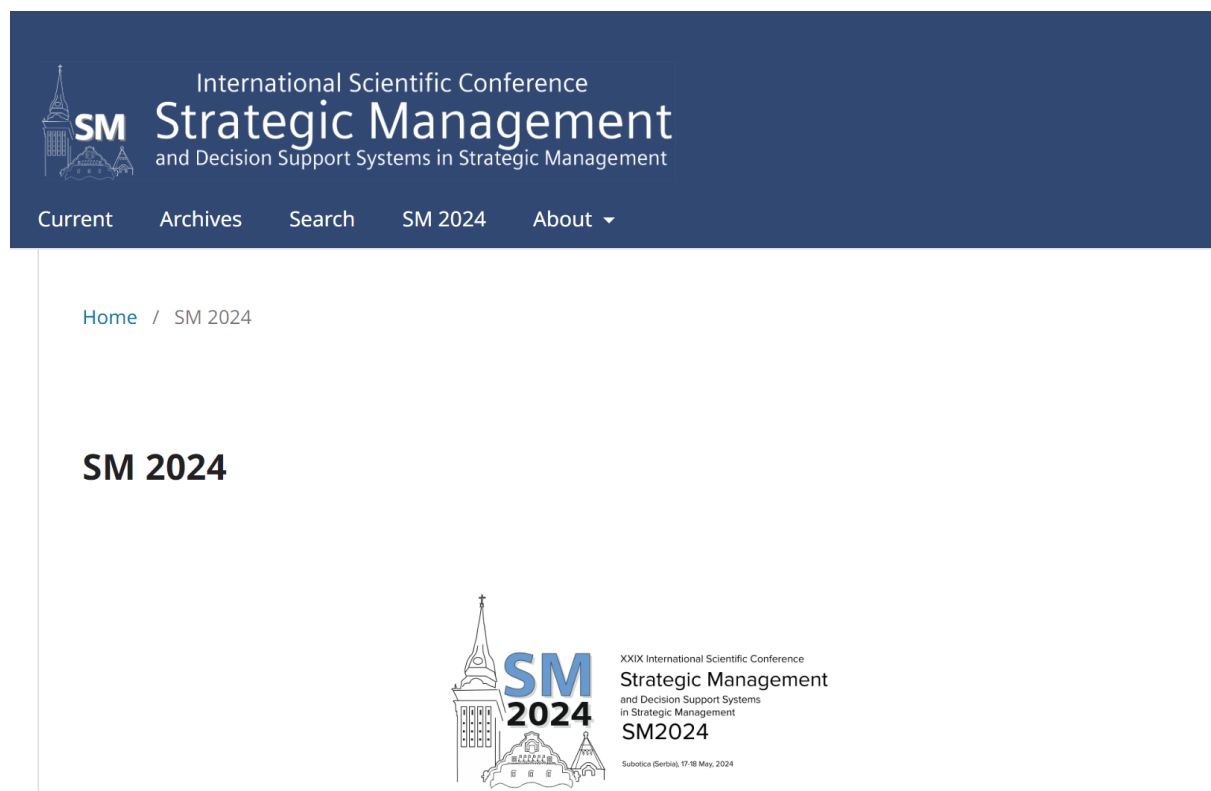 International Scientific Conference
SM
Strategic Management
and Decision Support Systems in Strategic Management
Current Archives Search SM 2024 About
Home / SM 2024
SM 2024
SM
2024
XXIX International Scientific Conference
Strategic Management
and Decision Support Systems
in Strategic Management
SM2024
Subotica (Serbia), 17-18 May, 2024